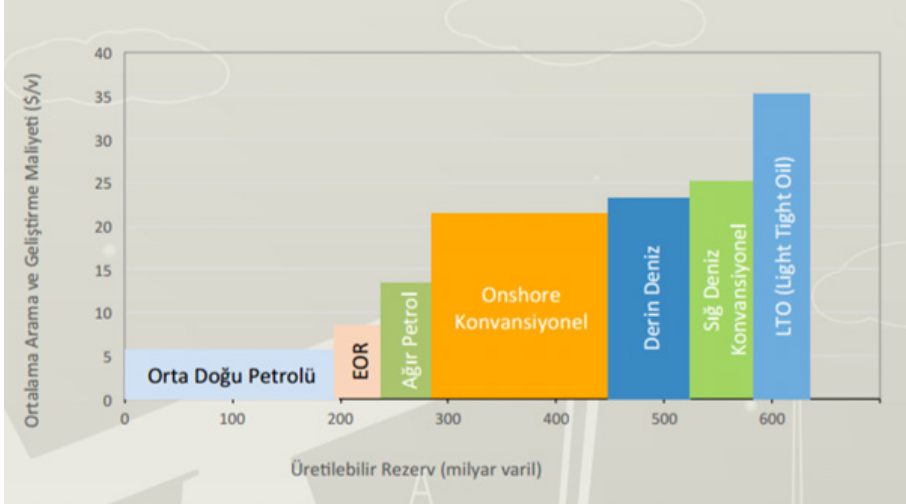 Ortalama Arama ve Geliştirme Maliyeti ($/v)
40
35
30
25
20
15
10
5
0
Orta Doğu Petrolü
EOR
Ağır Petrol
Onshore
Konvansiyonel
Derin Deniz
Sığ Deniz
Konvansiyonel
LTO (Light Tight Oil)
0 100 200 300 400 500 600
Üretilebilir Rezerv (milyar varil)